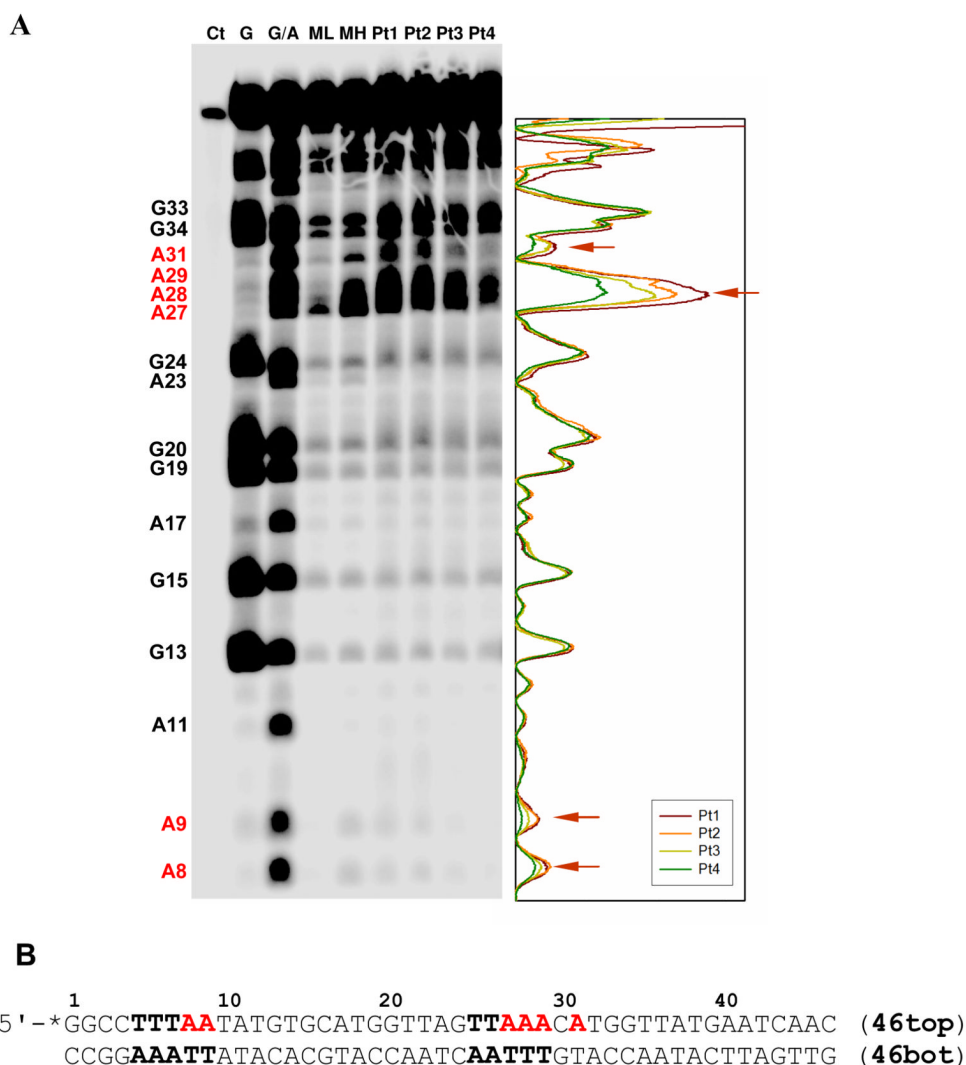 A
Ct G G/A ML MH Pt1 Pt2 Pt3 Pt4
G33
G34
A31
A29
A28
A27
G24
A23
G20
G19
A17
G15
G13
A11
A9
A8
Pt1
Pt2
Pt3
Pt4
B
1 10 20 30 40
5'-*GGCCTTTAATATGTGCATGGTTAGTTAAACATGGTTATGAATCAAC (46top)
CCGGAAATTATACACGTACCAATCAATTTGTACCAATACTTAGTTG (46bot)